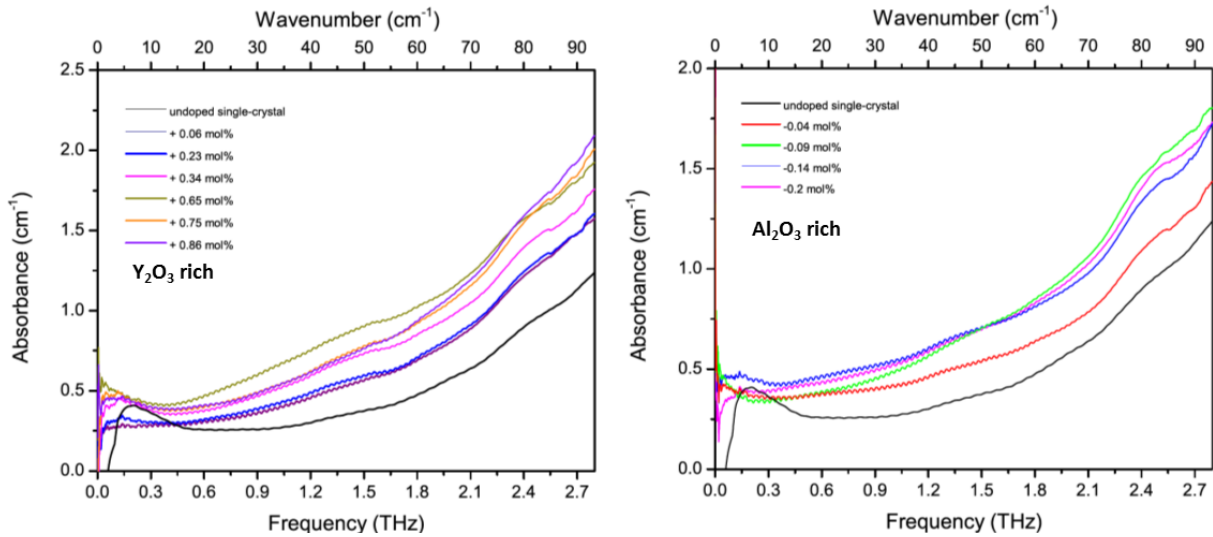 Wavenumber (cm⁻¹)
0 10 20 30 40 50 60 70 80 90
2.5
2.0
1.5
1.0
0.5
0.0
Absorbance (cm⁻¹)
undoped single-crystal
+ 0.06 mol%
+ 0.23 mol%
+ 0.34 mol%
+ 0.65 mol%
+ 0.75 mol%
+ 0.86 mol%
Y₂O₃ rich
0.0 0.3 0.6 0.9 1.2 1.5 1.8 2.1 2.4 2.7
Frequency (THz)
Wavenumber (cm⁻¹)
0 10 20 30 40 50 60 70 80 90
2.0
1.5
1.0
0.5
0.0
Absorbance (cm⁻¹)
undoped single-crystal
-0.04 mol%
-0.09 mol%
-0.14 mol%
-0.2 mol%
Al₂O₃ rich
0.0 0.3 0.6 0.9 1.2 1.5 1.8 2.1 2.4 2.7
Frequency (THz)